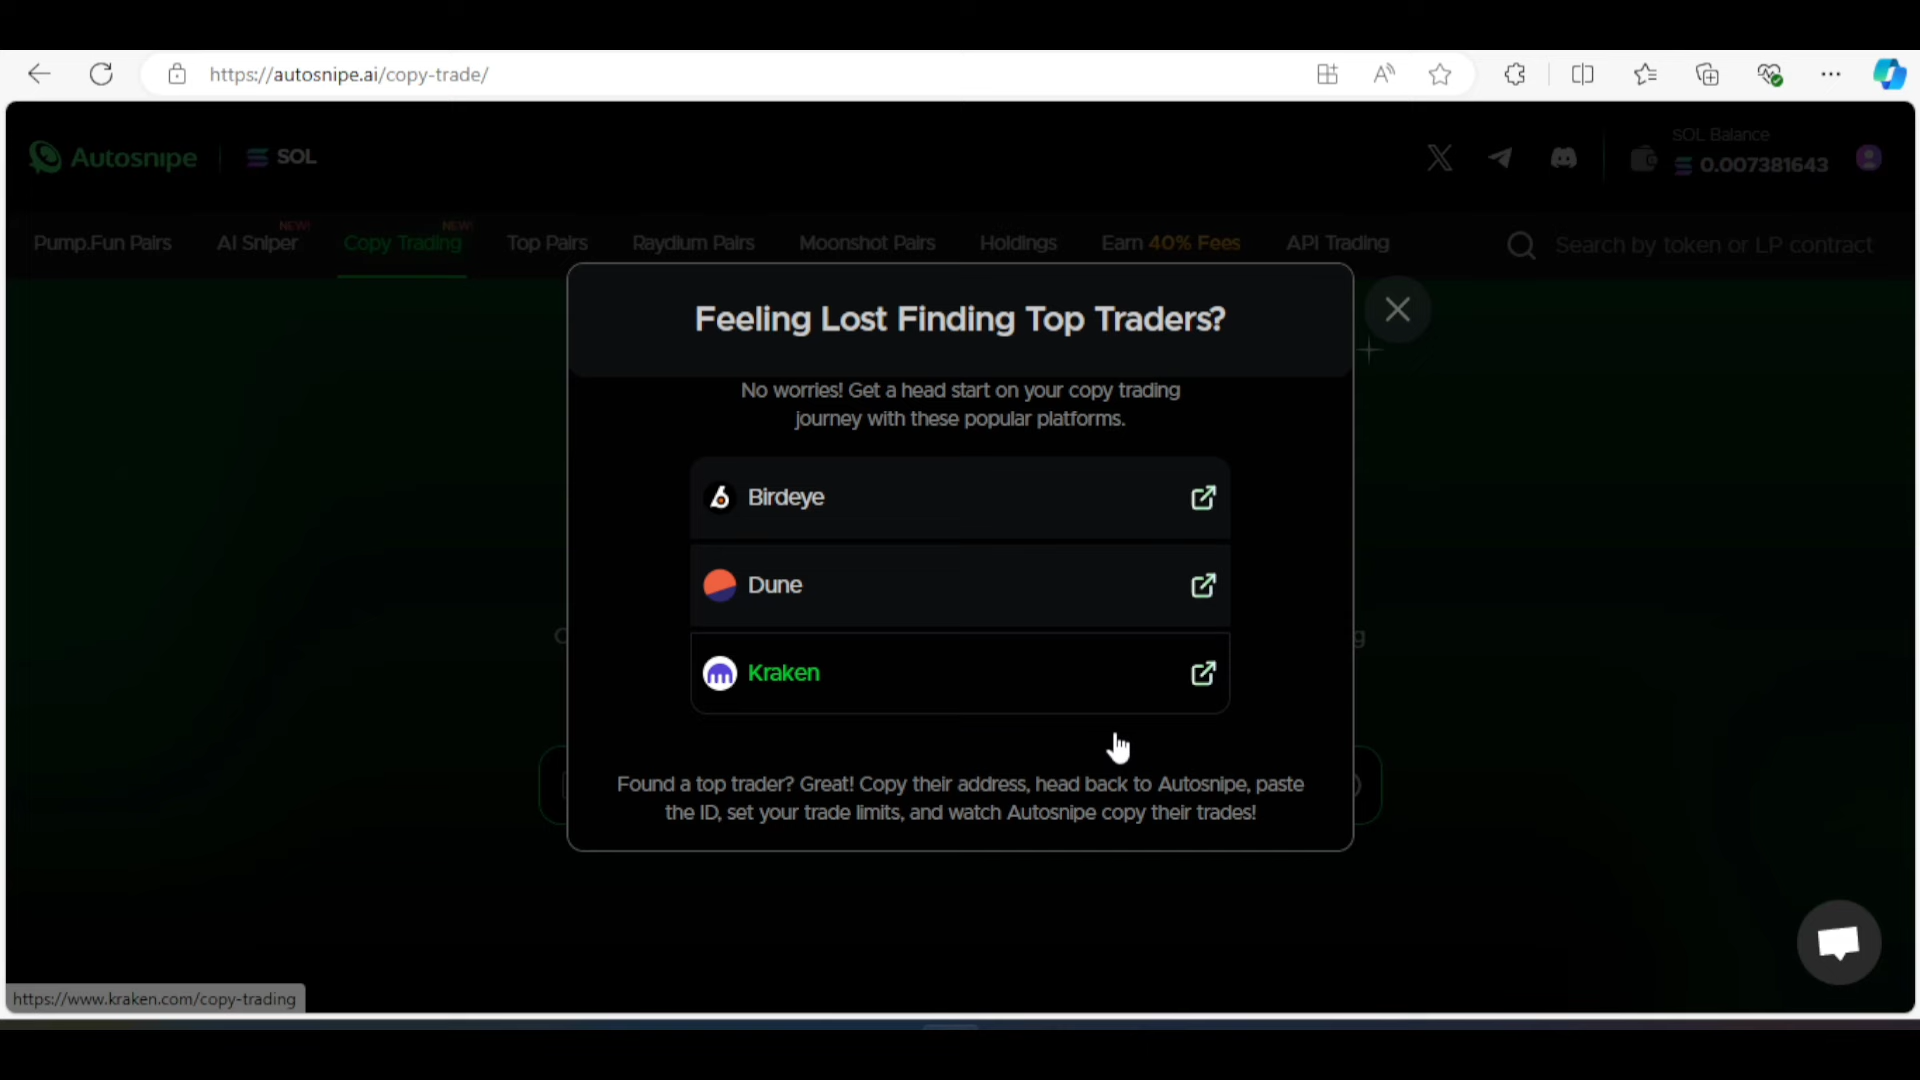 https://autosnipe.ai/copy-trade/
Autosnipe
SOL
SOL Balance
0.007381643
Pump.Fun Pairs
AI Sniper
NEW!
Copy Trading
NEW!
Top Pairs
Raydium Pairs
Moonshot Pairs
Holdings
Earn 40% Fees
API Trading
Search by token or LP contract
Feeling Lost Finding Top Traders?
No worries! Get a head start on your copy trading
journey with these popular platforms.
Birdeye
Dune
Kraken
Found a top trader? Great! Copy their address, head back to Autosnipe, paste
the ID, set your trade limits, and watch Autosnipe copy their trades!
https://www.kraken.com/copy-trading